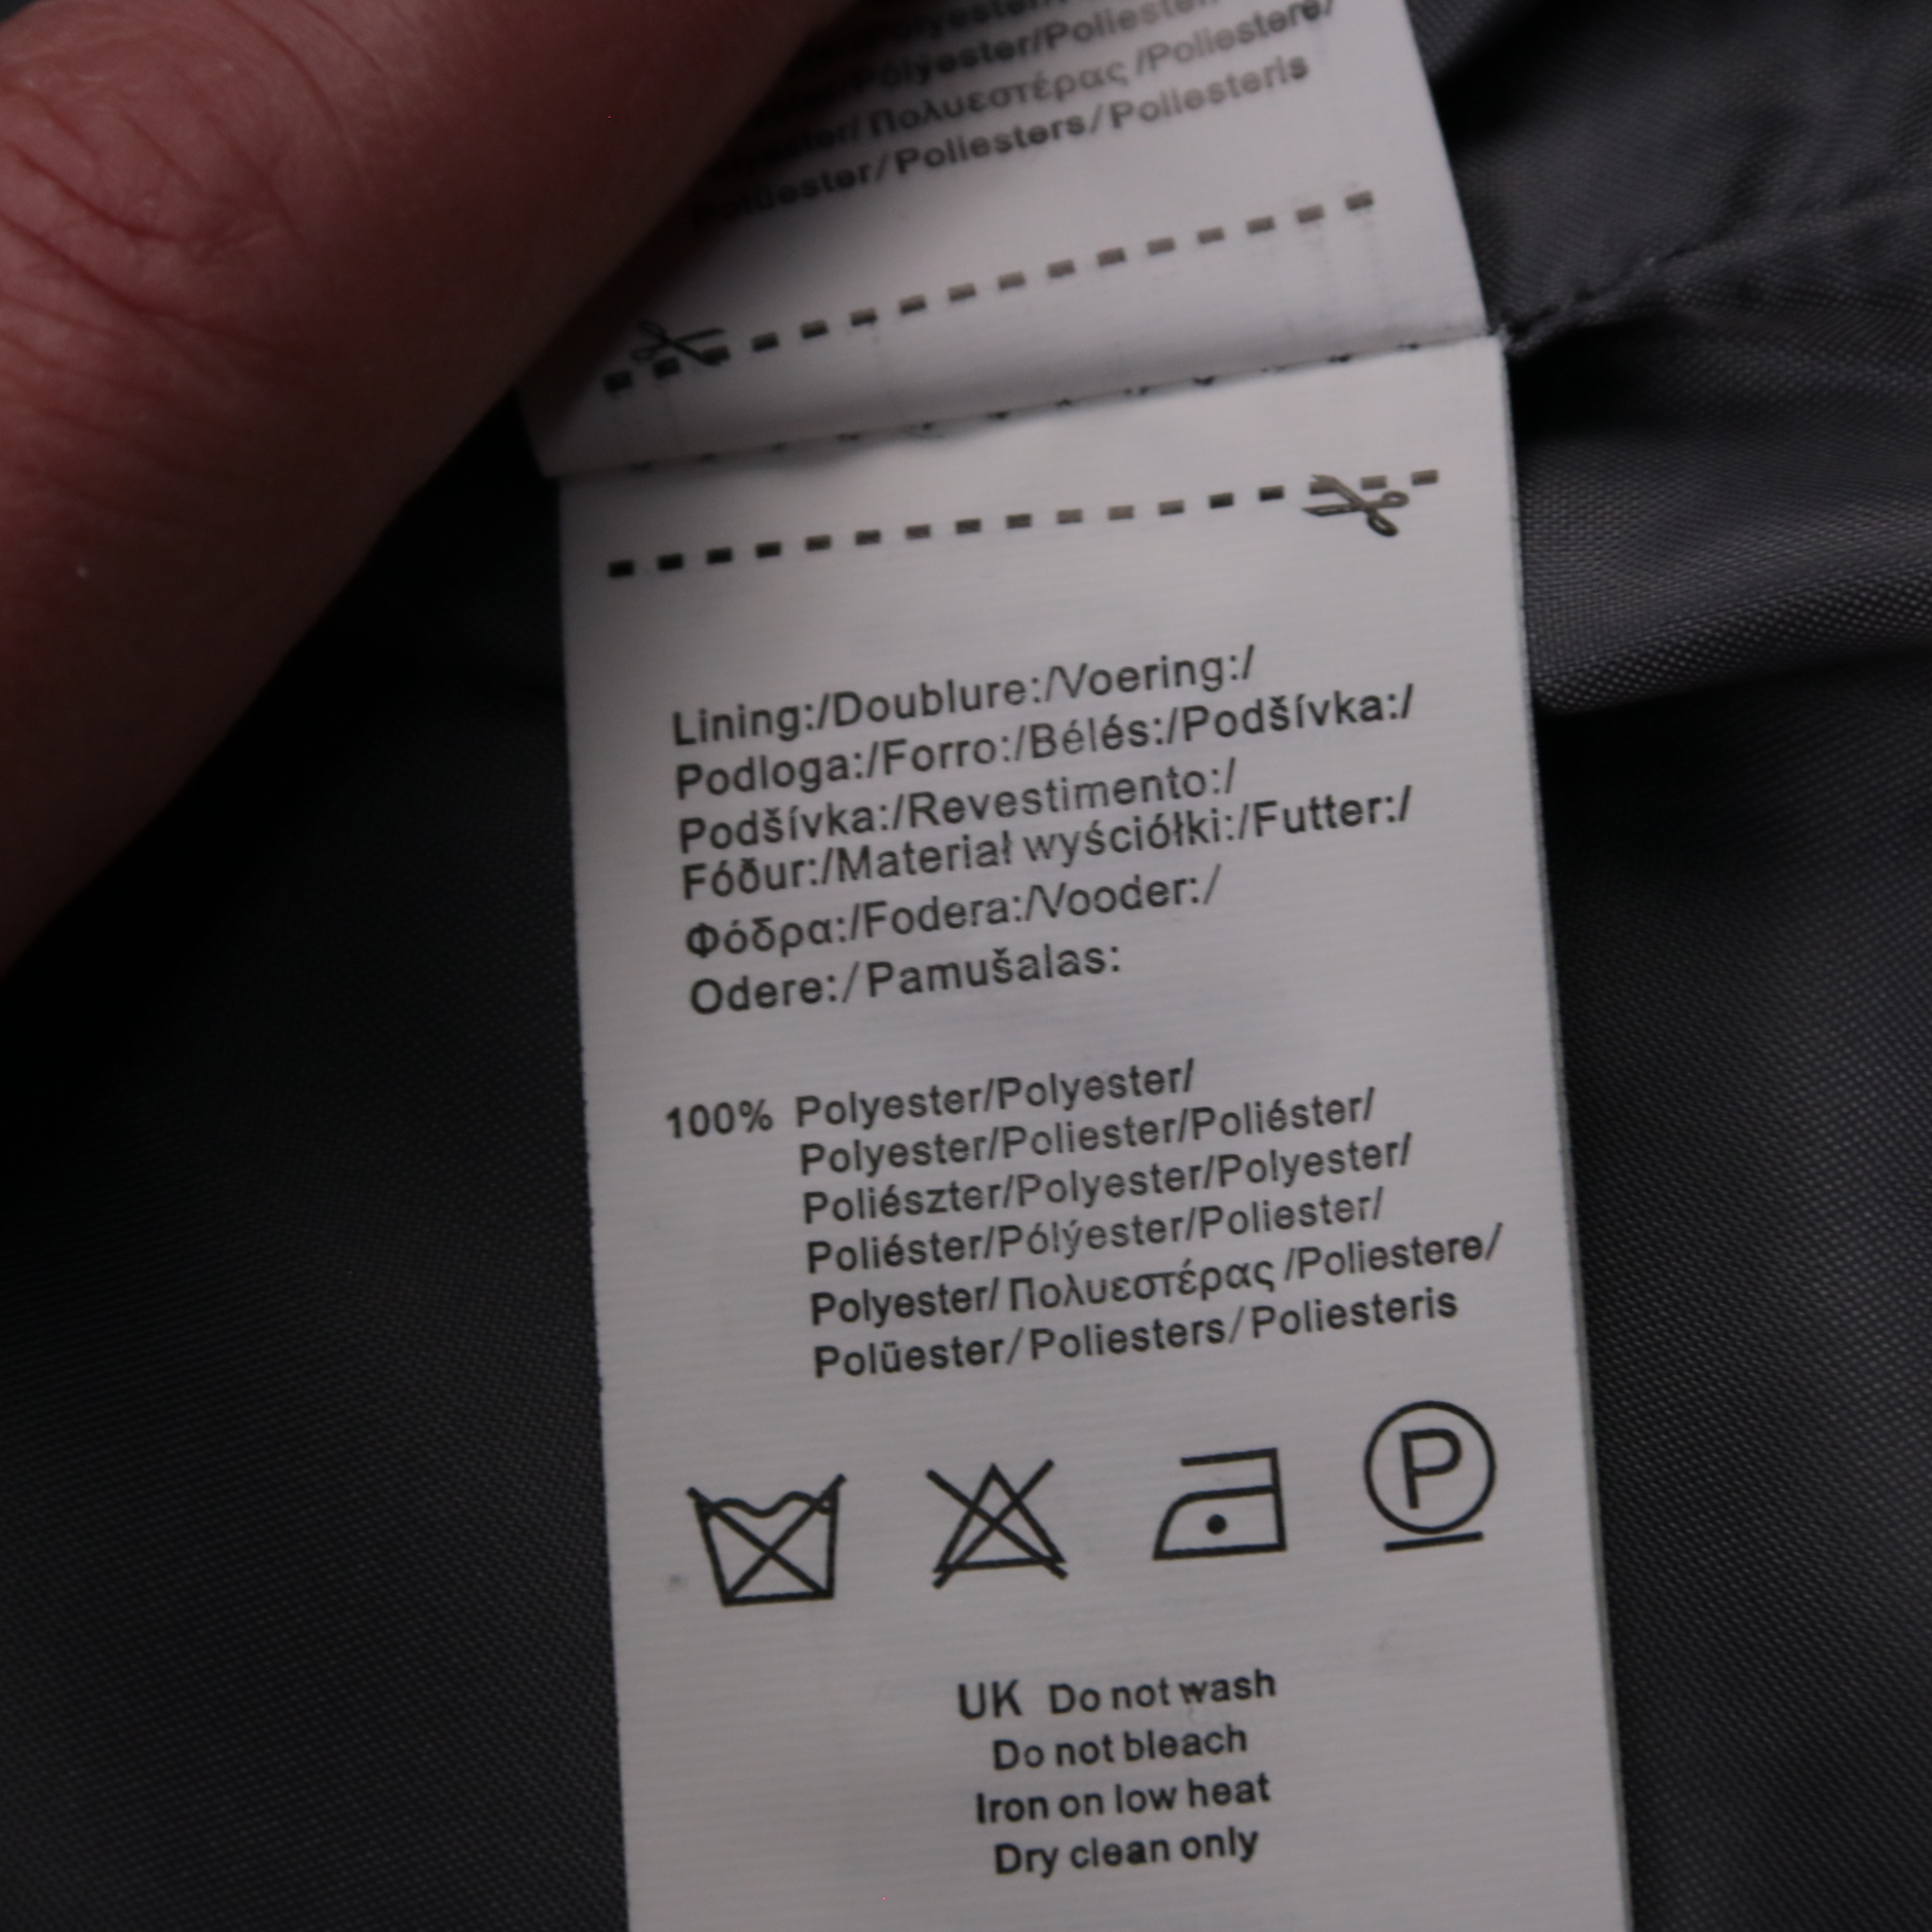 Polyester/Poliester
/Πολυεστέρας /Poliestere/
Polüester/Poliesters/Poliesteris
Lining:/Doublure:/Voering:/
Podloga:/Forro:/Bélés:/Podšívka:/
Podšívka:/Revestimento:/
Fóður:/Materiał wyściółki:/Futter:/
Φόδρα:/Fodera:/Vooder:/
Odere:/Pamušalas:
100% Polyester/Polyester/
Polyester/Poliester/Poliéster/
Poliészter/Polyester/Polyester/
Poliéster/Pólýester/Poliester/
Polyester/Πολυεστέρας /Poliestere/
Polüester/Poliesters/Poliesteris
P
UK Do not wash
Do not bleach
Iron on low heat
Dry clean only